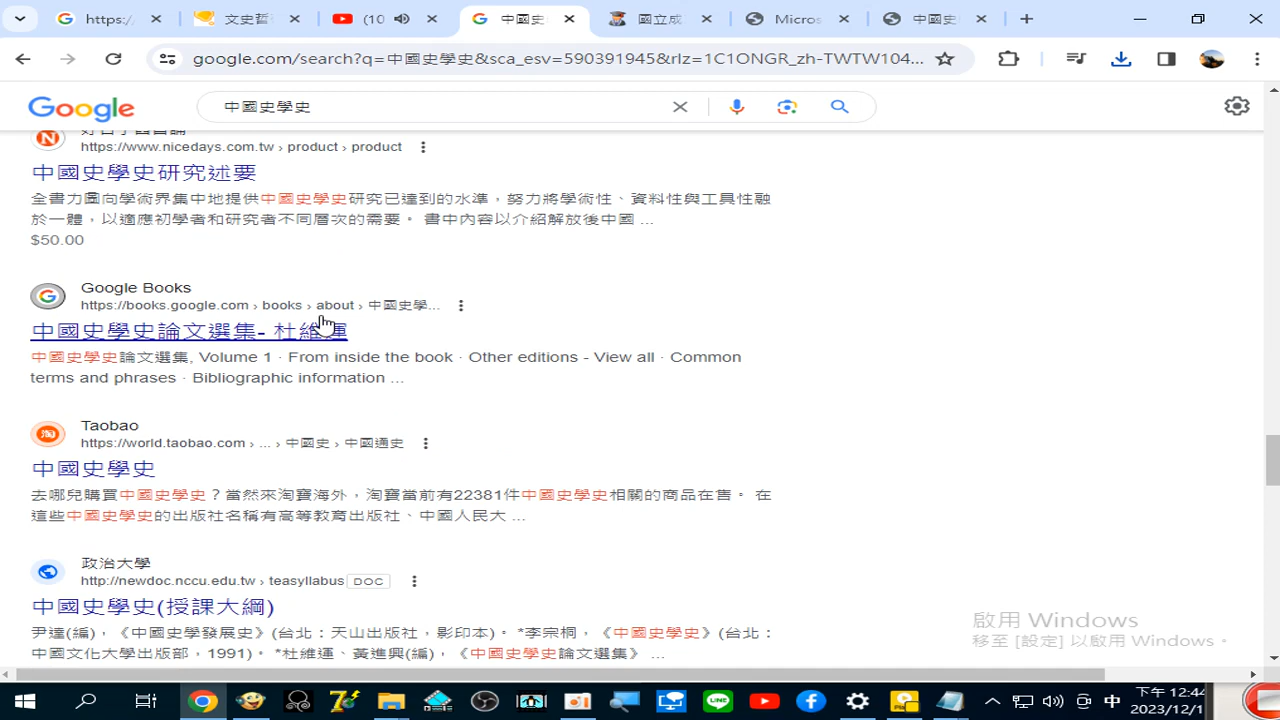 https:/
文史哲
(10
中國史
國立成
Micros
中國史
google.com/search?q=中國史學史&sca_esv=590391945&rlz=1C1ONGR_zh-TWTW104...
Google
中國史學史
https://www.nicedays.com.tw › product › product
中國史學史研究述要
全書力圖向學術界集中地提供中國史學史研究已達到的水準，努力將學術性、資料性與工具性融
於一體，以適應初學者和研究者不同層次的需要。 書中內容以介紹解放後中國 ...
$50.00
Google Books
https://books.google.com › books › about › 中國史學...
中國史學史論文選集- 杜維運
中國史學史論文選集, Volume 1 · From inside the book · Other editions - View all · Common
terms and phrases · Bibliographic information ...
Taobao
https://world.taobao.com › ... › 中國史 › 中國通史
中國史學史
去哪兒購買中國史學史？當然來淘寶海外，淘寶當前有22381件中國史學史相關的商品在售。 在
這些中國史學史的出版社名稱有高等教育出版社、中國人民大 ...
政治大學
http://newdoc.nccu.edu.tw › teasyllabus DOC
中國史學史(授課大綱)
尹達(編)，《中國史學發展史》(台北：天山出版社，影印本)。 *李宗桐，《中國史學史》(台北：
中國文化大學出版部，1991)。 *杜維運、黃進興(編)，《中國史學史論文選集》 ...
啟用 Windows
移至 [設定] 以啟用 Windows。
中
下午 12:44
2023/12/1